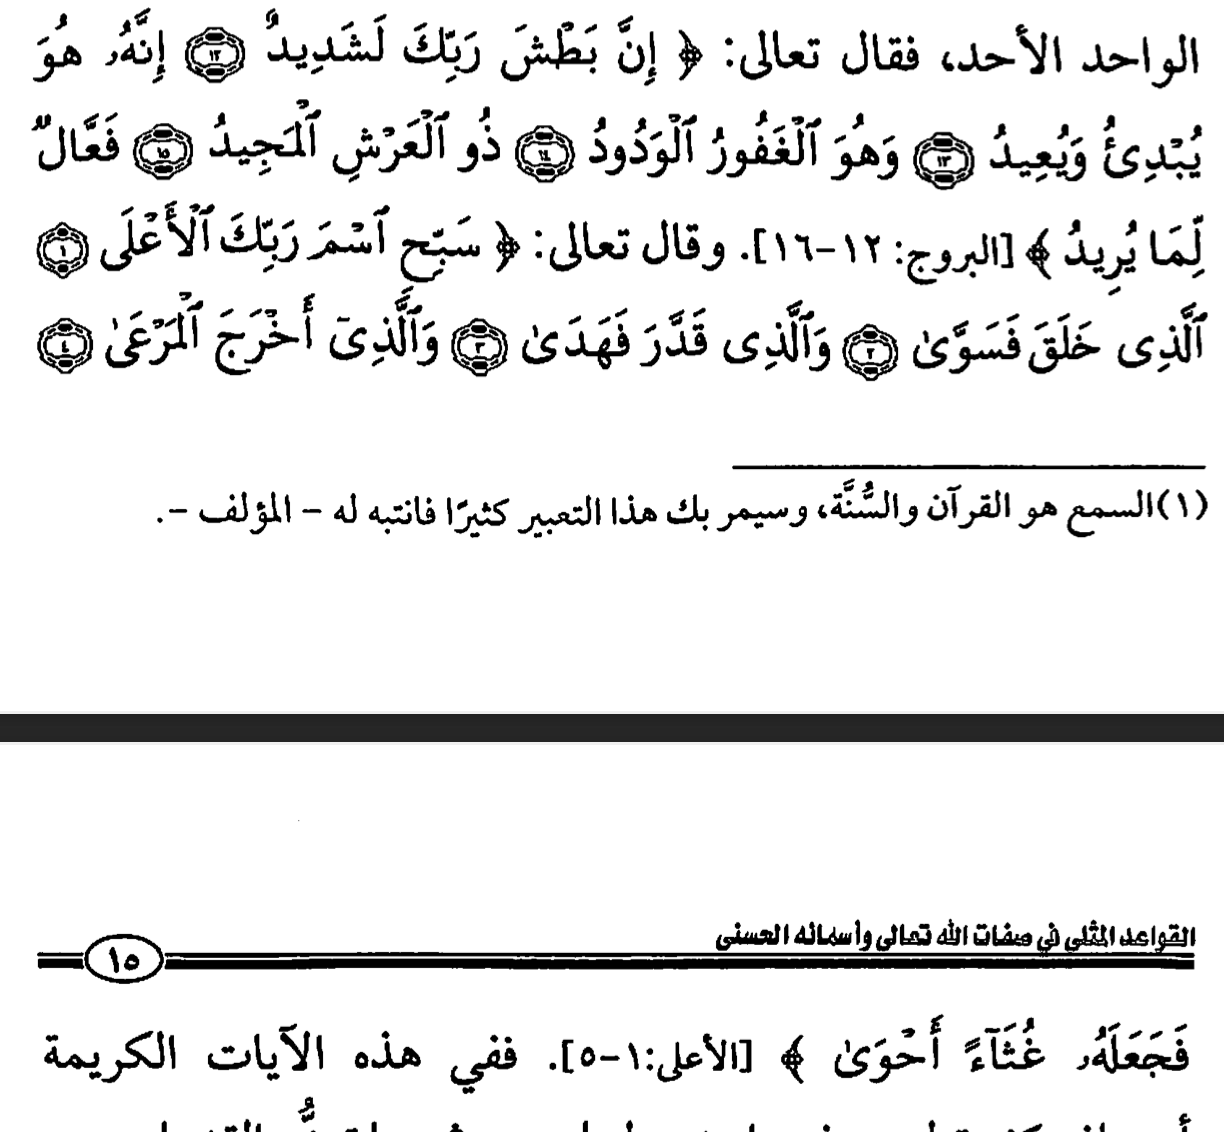 الواحد الأحد، فقال تعالى: ﴿ إِنَّ بَطْشَ رَبِّكَ لَشَدِيدٌ ١٢ إِنَّهُۥ هُوَ
يُبْدِئُ وَيُعِيدُ ١٣ وَهُوَ ٱلْغَفُورُ ٱلْوَدُودُ ١٤ ذُو ٱلْعَرْشِ ٱلْمَجِيدُ ١٥ فَعَّالٌ
لِّمَا يُرِيدُ ﴾ [البروج: ١٢-١٦]. وقال تعالى: ﴿ سَبِّحِ ٱسْمَ رَبِّكَ ٱلْأَعْلَى ١
ٱلَّذِى خَلَقَ فَسَوَّىٰ ٢ وَٱلَّذِى قَدَّرَ فَهَدَىٰ ٣ وَٱلَّذِىٓ أَخْرَجَ ٱلْمَرْعَىٰ ٤
(١) السمع هو القرآن والسُّنَّة، وسيمر بك هذا التعبير كثيرًا فانتبه له - المؤلف -.
القواعد المثلى في صفات الله تعالى وأسمائه الحسنى
١٥
فَجَعَلَهُۥ غُثَآءً أَحْوَىٰ ﴾ [الأعلى:١-٥]. ففي هذه الآيات الكريمة